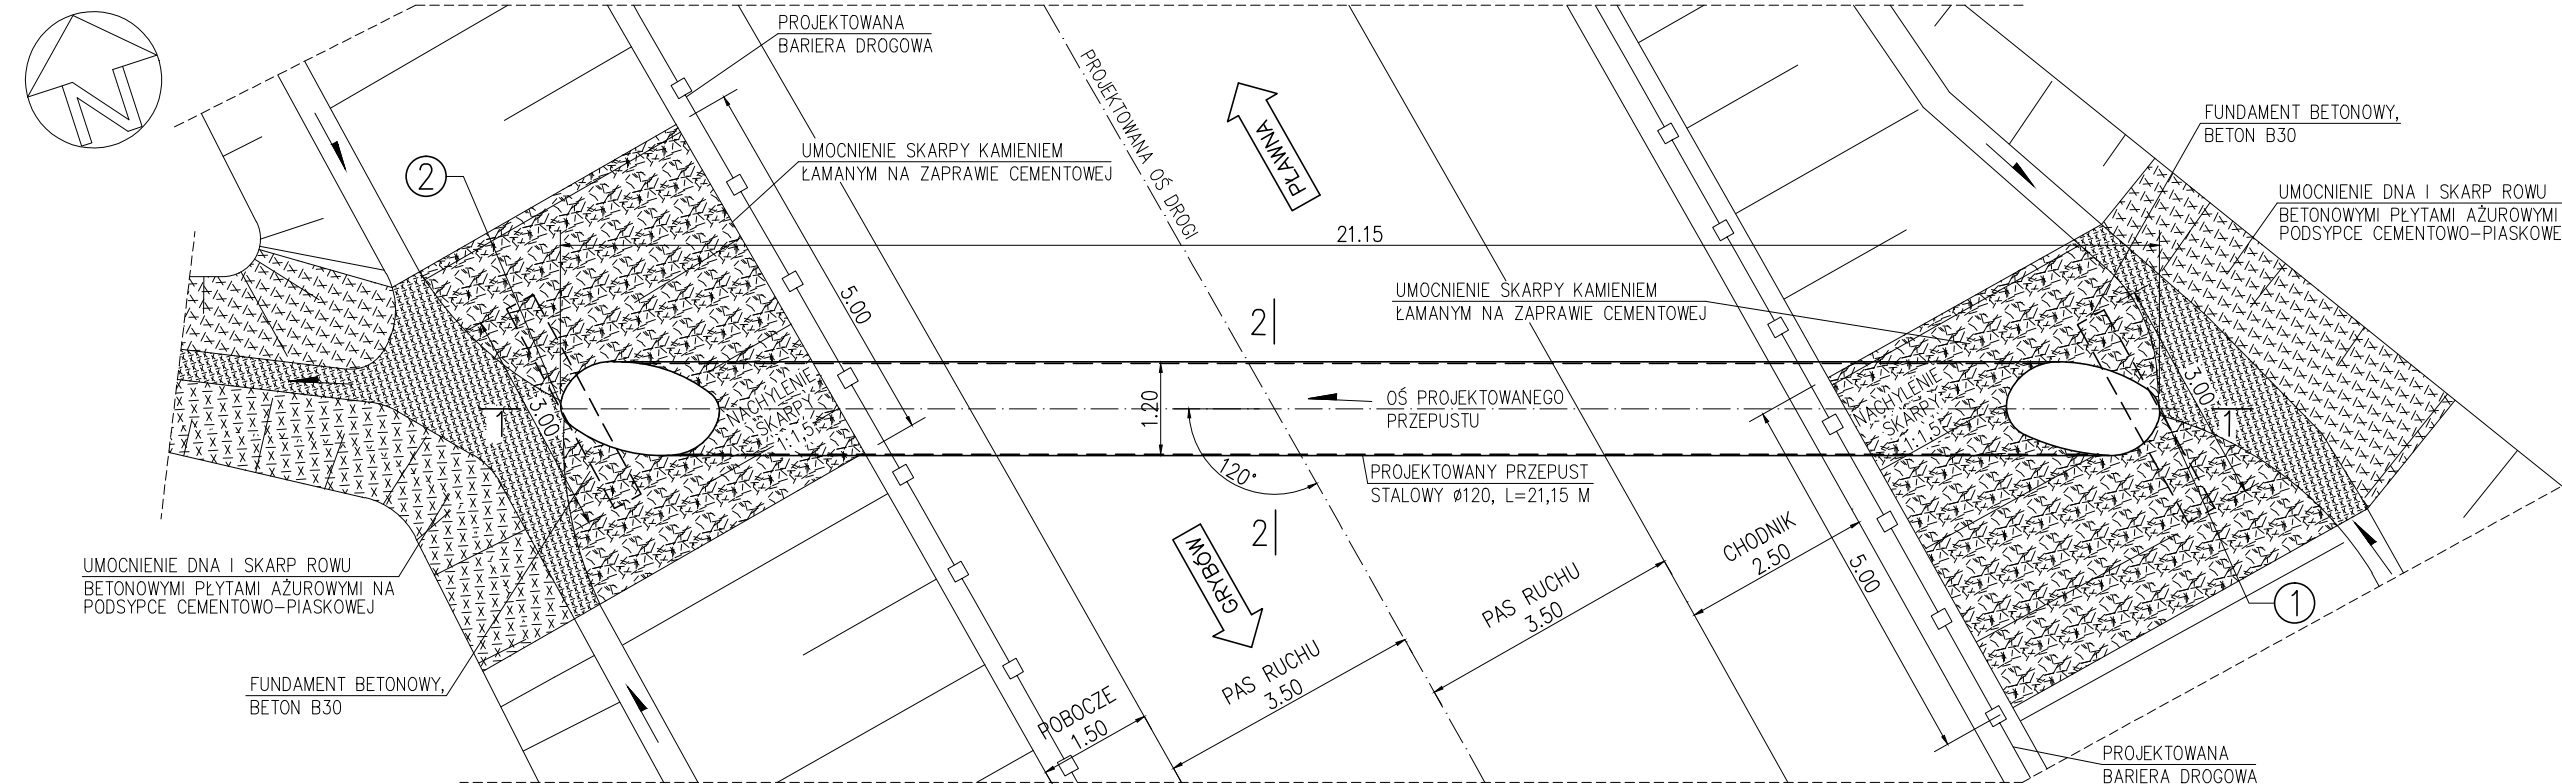 N
PROJEKTOWANA
BARIERA DROGOWA
UMOCNIENIE SKARPY KAMIENIEM
ŁAMANYM NA ZAPRAWIE CEMENTOWEJ
PROJEKTOWANA OŚ DROGI
PŁAWNA
FUNDAMENT BETONOWY,
BETON B30
UMOCNIENIE DNA I SKARP ROWU
BETONOWYMI PŁYTAMI AŻUROWYMI
PODSYPCE CEMENTOWO-PIASKOWE
2
21.15
5.00
2
UMOCNIENIE SKARPY KAMIENIEM
ŁAMANYM NA ZAPRAWIE CEMENTOWEJ
1
3.00
NACHYLENIE
SKARPY
1:1.5
1.20
OŚ PROJEKTOWANEGO
PRZEPUSTU
120°
PROJEKTOWANY PRZEPUST
STALOWY ø120, L=21,15 M
NACHYLENIE
SKARPY
1:1.5
3.00
1
2
GRYBÓW
CHODNIK
2.50
5.00
PAS RUCHU
3.50
PAS RUCHU
3.50
POBOCZE
1.50
1
UMOCNIENIE DNA I SKARP ROWU
BETONOWYMI PŁYTAMI AŻUROWYMI NA
PODSYPCE CEMENTOWO-PIASKOWEJ
FUNDAMENT BETONOWY,
BETON B30
PROJEKTOWANA
BARIERA DROGOWA